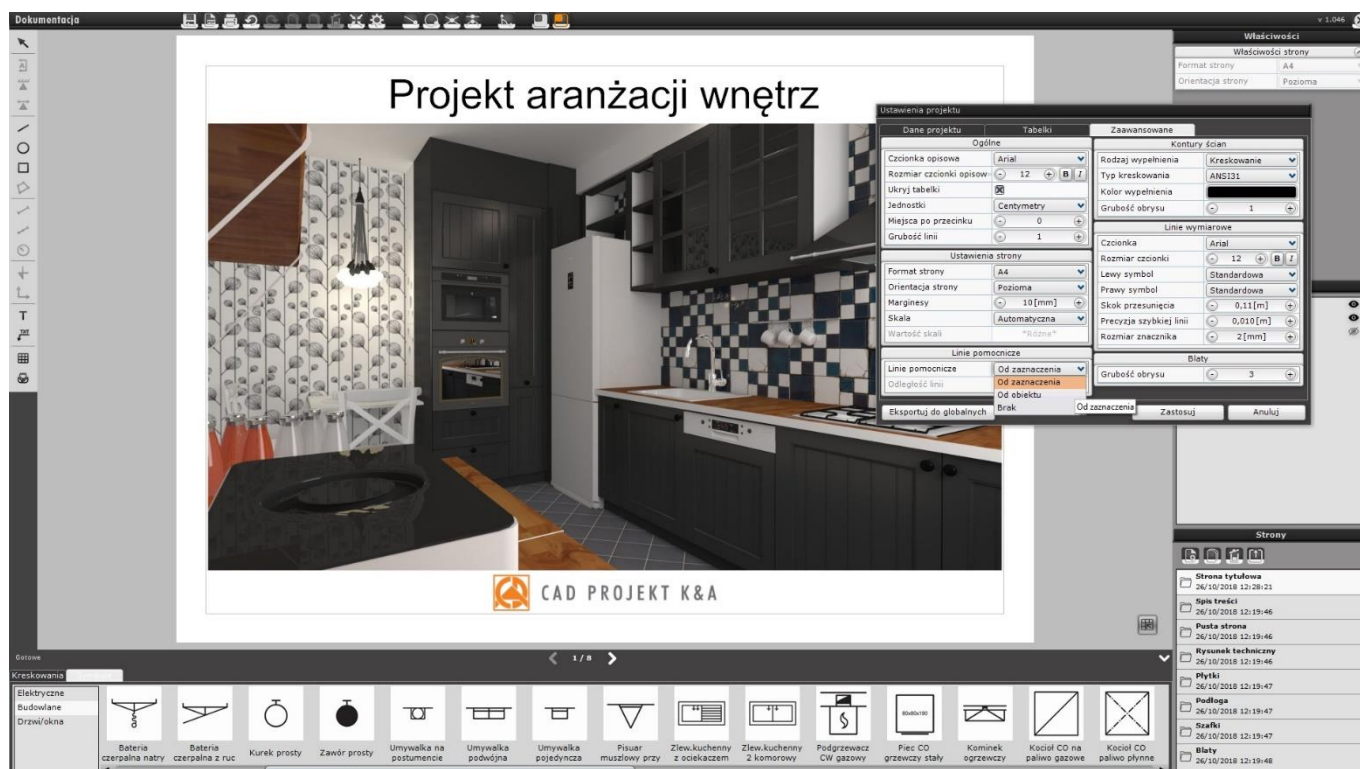 Dokumentacja
v 1.046
Właściwości
Właściwości strony
Format strony A4
Orientacja strony Pozioma
Projekt aranżacji wnętrz
CAD PROJEKT K&A
Ustawienia projektu
Dane projektu Tabelki Zaawansowane
Ogólne
Czcionka opisowa Arial
Rozmiar czcionki opisow 12 B I
Ukryj tabelki
Jednostki Centymetry
Miejsca po przecinku 0
Grubość linii 1
Ustawienia strony
Format strony A4
Orientacja strony Pozioma
Marginesy 10[mm]
Skala Automatyczna
Wartość skali *Różne*
Linie pomocnicze
Linie pomocnicze Od zaznaczenia
Odległość linii Od zaznaczenia
Od obiektu
Brak
Od zaznaczenia
Kontury ścian
Rodzaj wypełnienia Kreskowanie
Typ kreskowania ANSI31
Kolor wypełnienia
Grubość obrysu 1
Linie wymiarowe
Czcionka Arial
Rozmiar czcionki 12 B I
Lewy symbol Standardowa
Prawy symbol Standardowa
Skok przesunięcia 0,11[m]
Precyzja szybkiej linii 0,010[m]
Rozmiar znacznika 2[mm]
Blaty
Grubość obrysu 3
Eksportuj do globalnych Zastosuj Anuluj
Strony
Strona tytułowa
26/10/2018 12:28:21
Spis treści
26/10/2018 12:19:46
Pusta strona
26/10/2018 12:19:46
Rysunek techniczny
26/10/2018 12:19:46
Płytki
26/10/2018 12:19:47
Podłoga
26/10/2018 12:19:47
Szafki
26/10/2018 12:19:47
Blaty
26/10/2018 12:19:48
Gotowe
1/8
Kreskowania
Elektryczne
Budowlane
Drzwi/okna
Bateria
czerpalna natry
Bateria
czerpalna z ruc
Kurek prosty
Zawór prosty
Umywalka na
postumencie
Umywalka
podwójna
Umywalka
pojedyncza
Pisuar
muszlowy przy
Zlew.kuchenny
z ociekaczem
Zlew.kuchenny
2 komorowy
Podgrzewacz
CW gazowy
Piec CO
grzewczy stały
Kominek
ogrzewczy
Kocioł CO na
paliwo gazowe
Kocioł CO
paliwo płynne